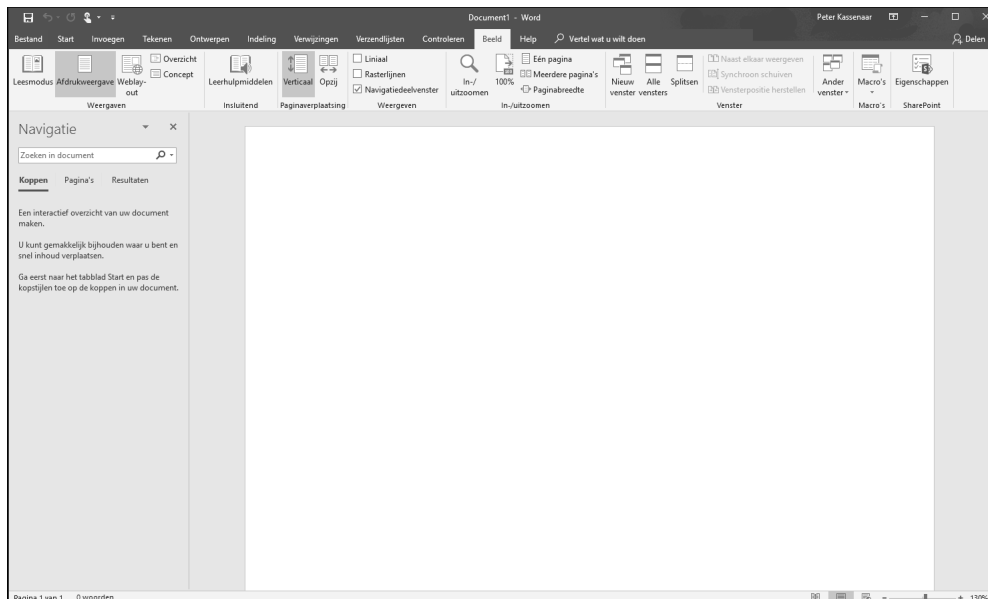 Document1 - Word
Peter Kassenaar
Bestand Start Invoegen Tekenen Ontwerpen Indeling Verwijzingen Verzendlijsten Controleren Beeld Help Vertel wat u wilt doen Delen
Leesmodus Afdrukweergave Weblay-out
Overzicht
Concept
Weergaven
Leerhulpmiddelen
Insluitend
Verticaal Opzij
Paginaverplaatsing
Liniaal
Rasterlijnen
Navigatiedeelvenster
Weergeven
In-/uitzoomen
100%
Eén pagina
Meerdere pagina's
Paginabreedte
In-/uitzoomen
Nieuw venster
Alle vensters
Splitsen
Naast elkaar weergeven
Synchroon schuiven
Vensterpositie herstellen
Venster
Ander venster
Macro's
Macro's
Eigenschappen
SharePoint
Navigatie
Zoeken in document
Koppen Pagina's Resultaten
Een interactief overzicht van uw document
maken.
U kunt gemakkelijk bijhouden waar u bent en
snel inhoud verplaatsen.
Ga eerst naar het tabblad Start en pas de
kopstijlen toe op de koppen in uw document.
Pagina 1 van 1 0 woorden
130%